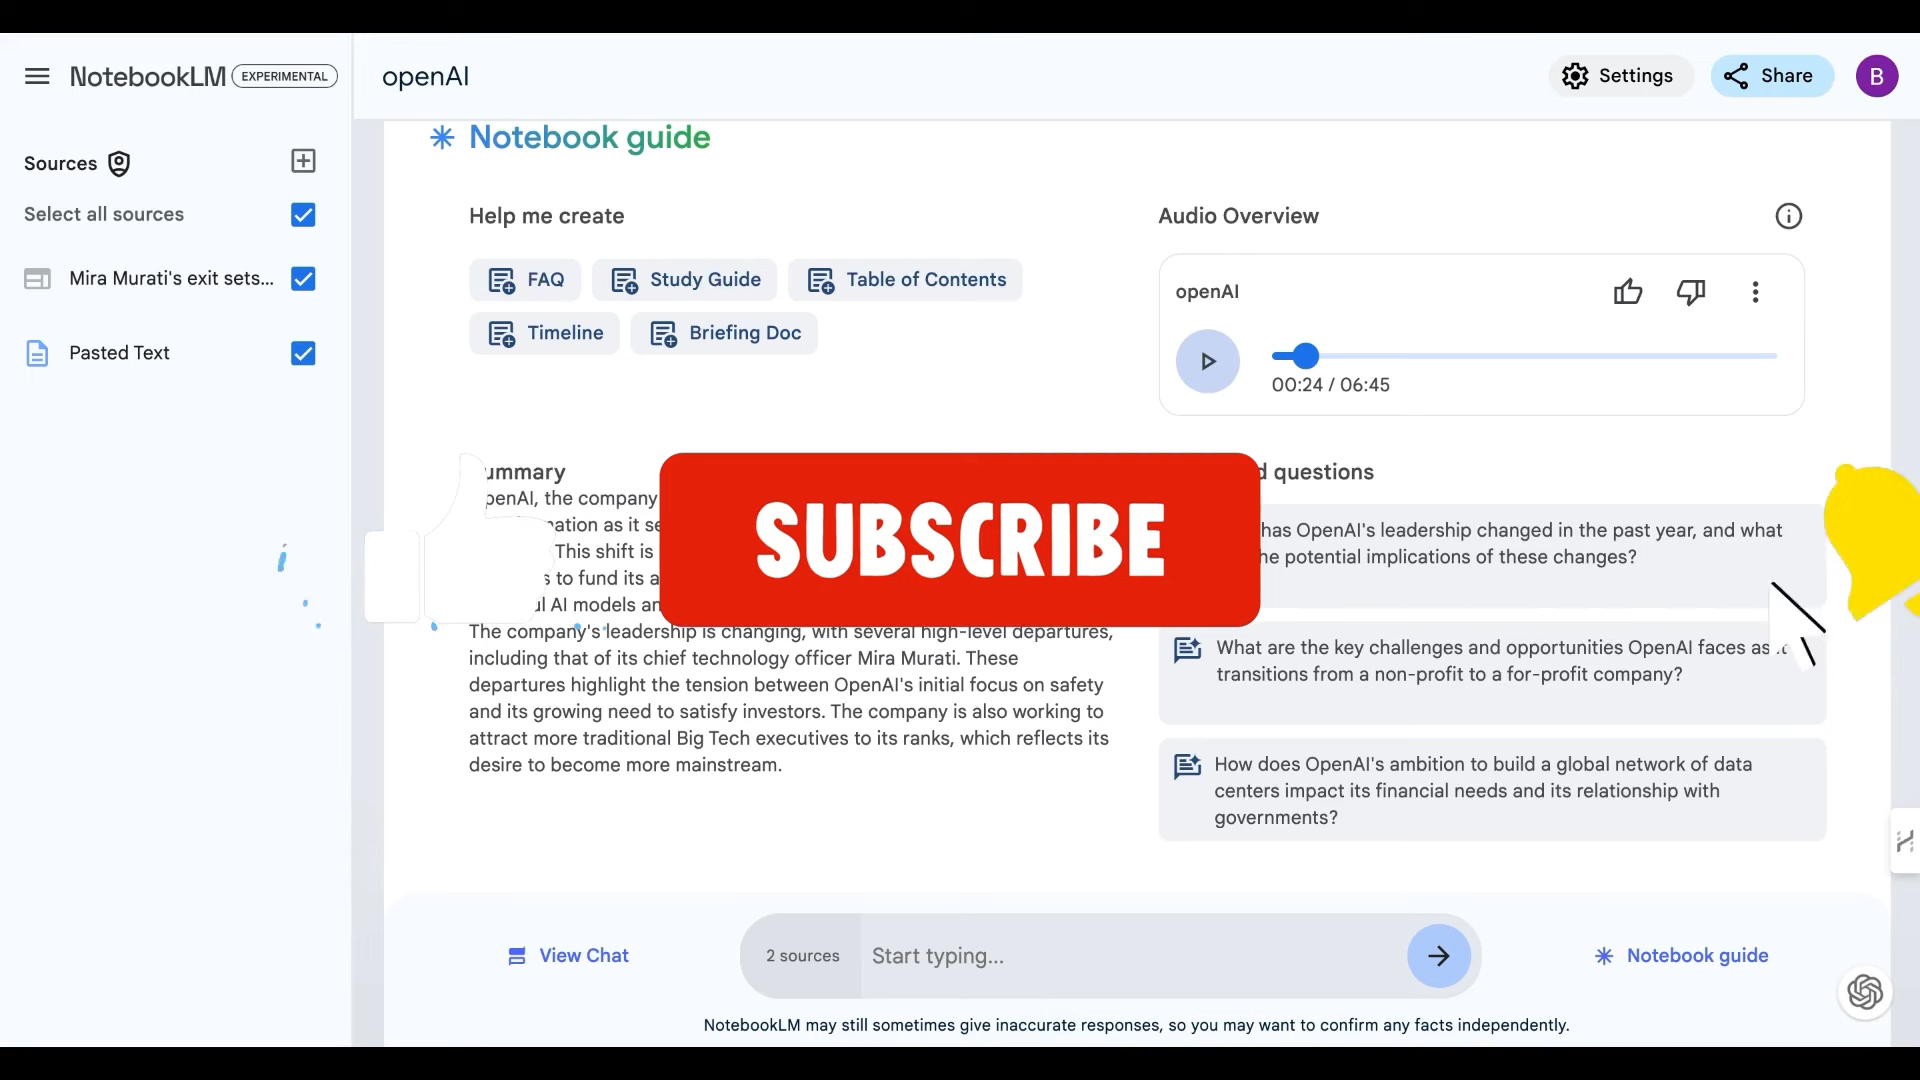 NotebookLM EXPERIMENTAL
openAI
Settings
Share
B
Sources
Select all sources
Mira Murati's exit sets...
Pasted Text
Notebook guide
Help me create
FAQ
Study Guide
Table of Contents
Timeline
Briefing Doc
Audio Overview
openAI
00:24 / 06:45
ummary
penAI, the company
nation as it se
This shift is
s to fund its a
AI models an
The company's leadership is changing, with several high-level departures,
including that of its chief technology officer Mira Murati. These
departures highlight the tension between OpenAI's initial focus on safety
and its growing need to satisfy investors. The company is also working to
attract more traditional Big Tech executives to its ranks, which reflects its
desire to become more mainstream.
SUBSCRIBE
d questions
has OpenAI's leadership changed in the past year, and what
he potential implications of these changes?
What are the key challenges and opportunities OpenAI faces as it
transitions from a non-profit to a for-profit company?
How does OpenAI's ambition to build a global network of data
centers impact its financial needs and its relationship with
governments?
View Chat
2 sources
Start typing...
Notebook guide
NotebookLM may still sometimes give inaccurate responses, so you may want to confirm any facts independently.